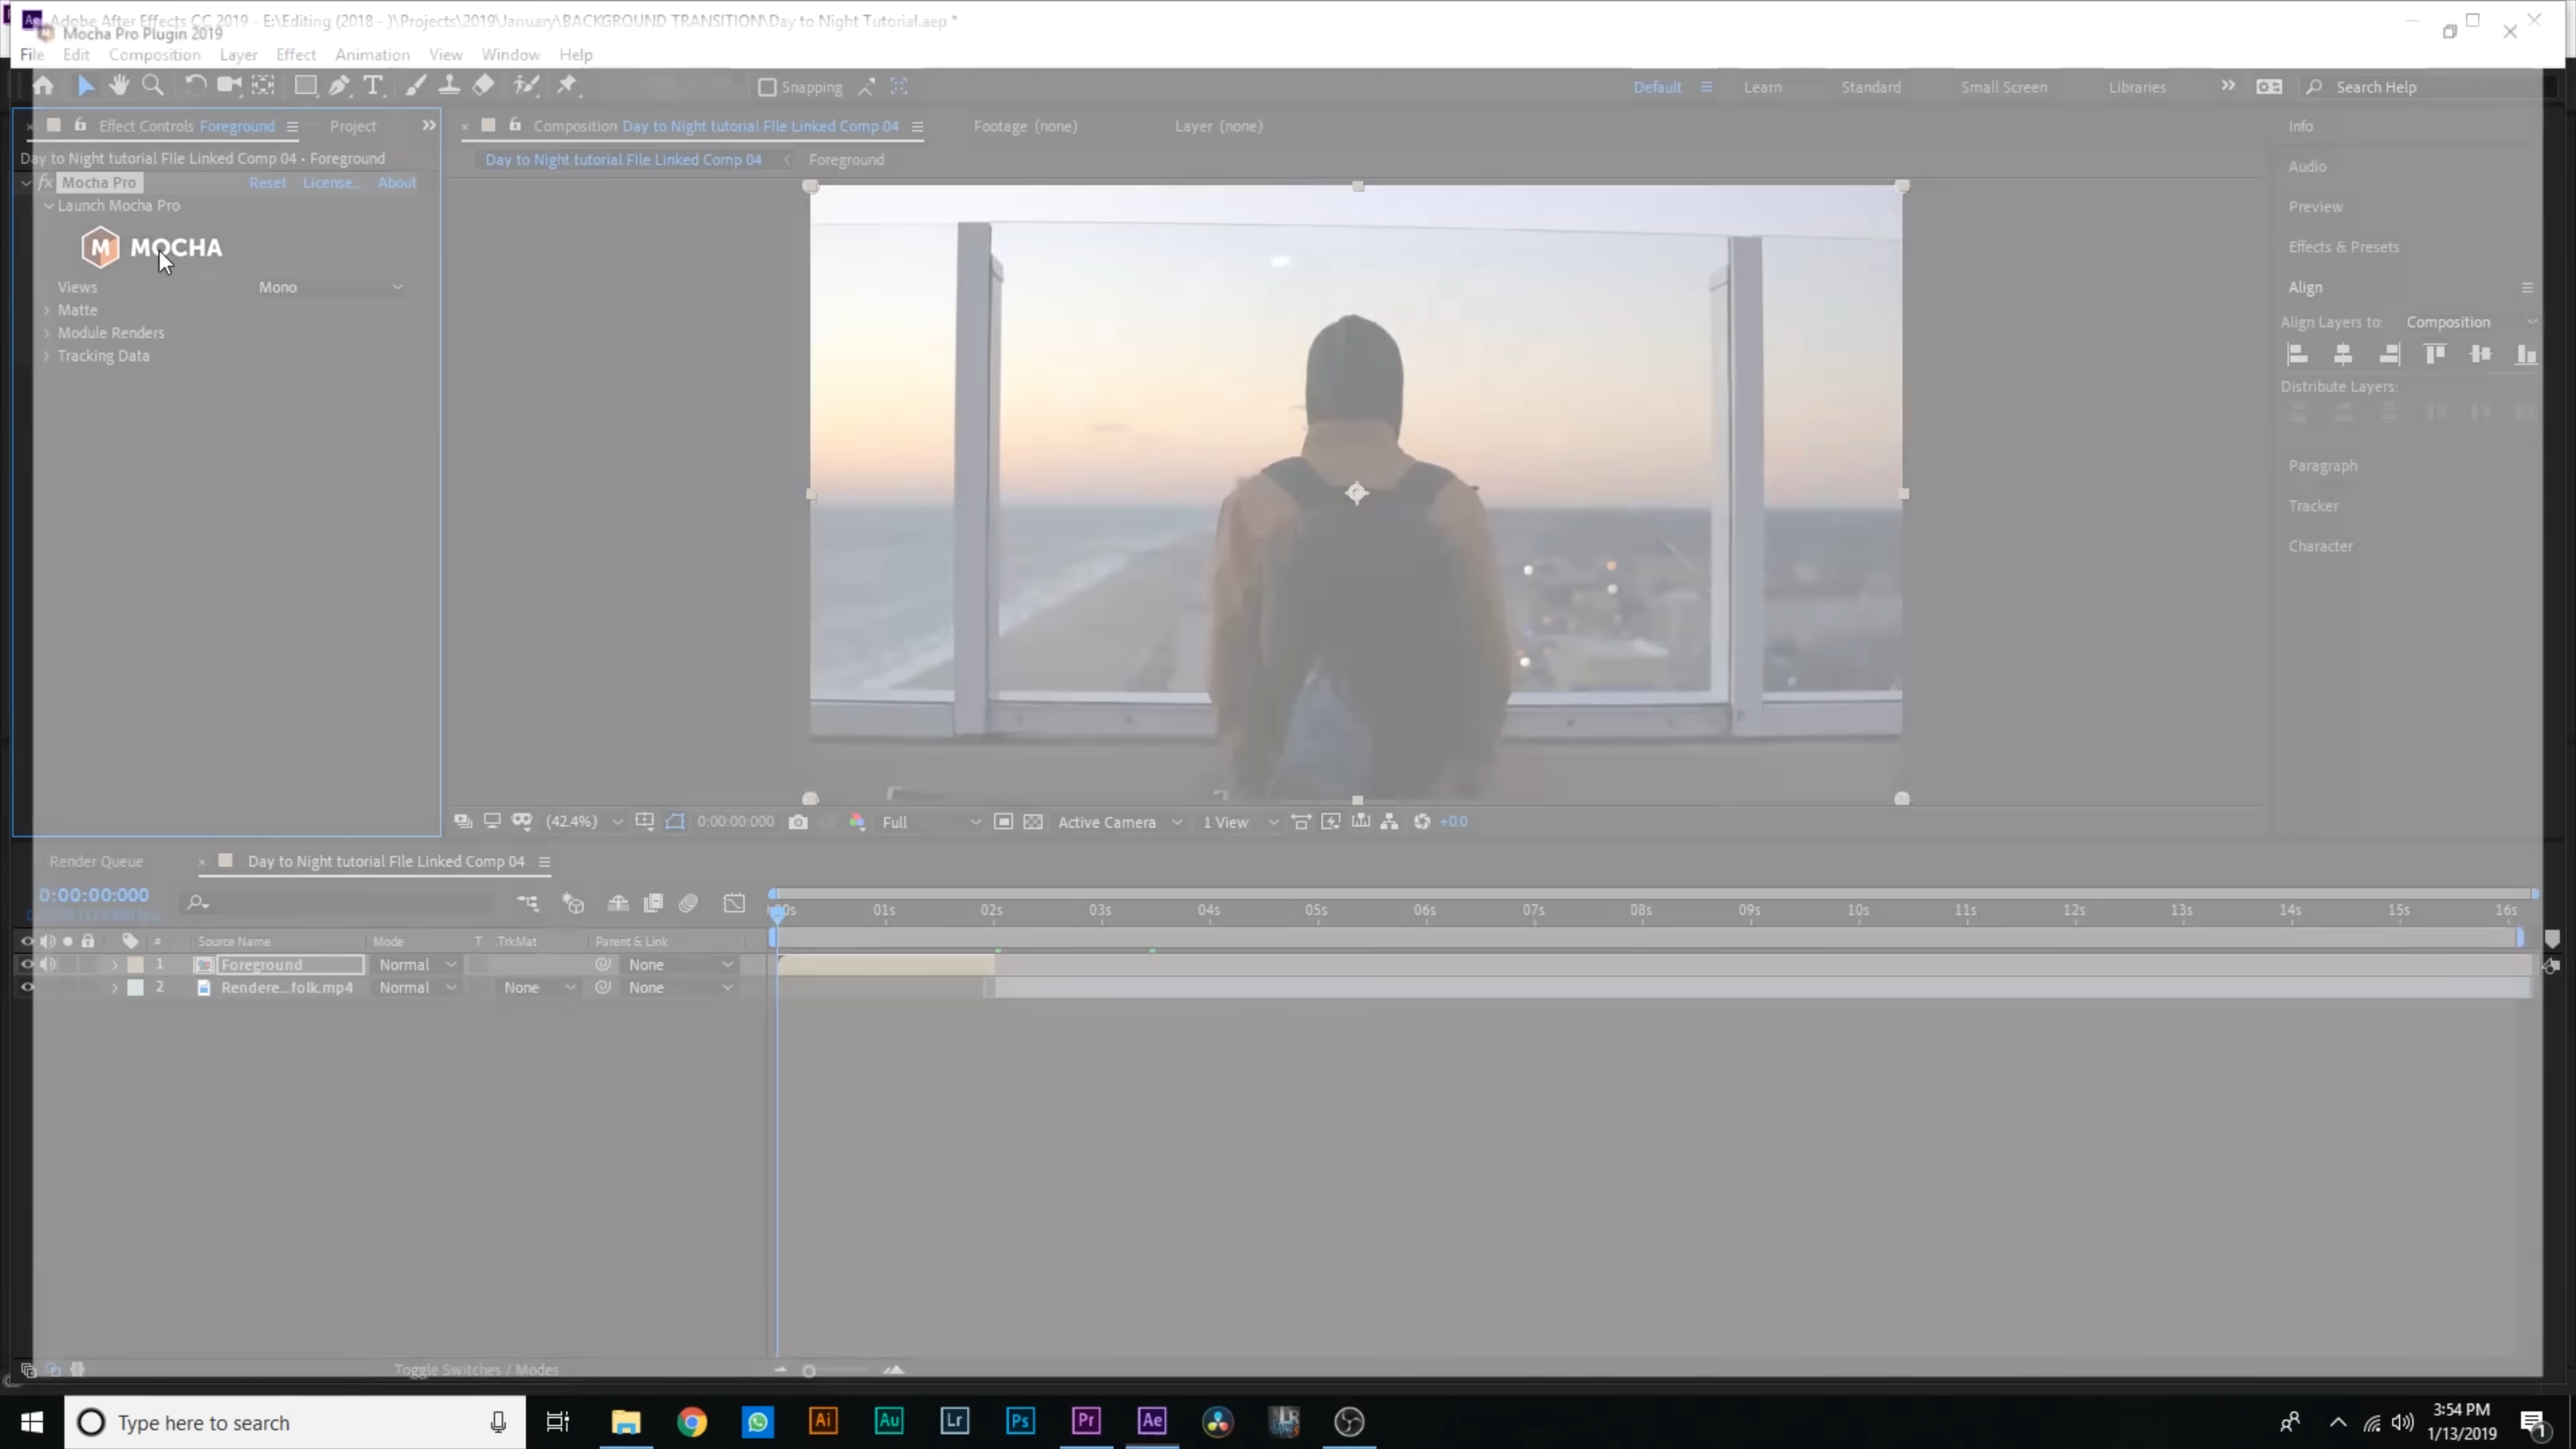 Adobe After Effects CC 2019 - E:\Editing (2018 - )\Projects\2019\January\BACKGROUND TRANSITION\Day to Night Tutorial.aep *
Mocha Pro Plugin 2019
File Edit Composition Layer Effect Animation View Window Help
Snapping
Default Learn Standard Small Screen Libraries Search Help
Effect Controls Foreground Project
Composition Day to Night tutorial FIle Linked Comp 04 Footage (none) Layer (none)
Day to Night tutorial FIle Linked Comp 04 • Foreground
Day to Night tutorial FIle Linked Comp 04 Foreground
fx Mocha Pro Reset License... About
Launch Mocha Pro
M MOCHA
Views Mono
Matte
Module Renders
Tracking Data
Info
Audio
Preview
Effects & Presets
Align
Align Layers to: Composition
Distribute Layers:
Paragraph
Tracker
Character
(42.4%) 0:00:00:000 Full Active Camera 1 View +0.0
Render Queue Day to Night tutorial FIle Linked Comp 04
0:00:00:000
01s 02s 03s 04s 05s 06s 07s 08s 09s 10s 11s 12s 13s 14s 15s 16s
# Source Name Mode T .TrkMat Parent & Link
1 Foreground Normal None
2 Rendere...folk.mp4 Normal None None
Toggle Switches / Modes
Type here to search
Ai Au Lr Ps Pr Ae
3:54 PM
1/13/2019
1